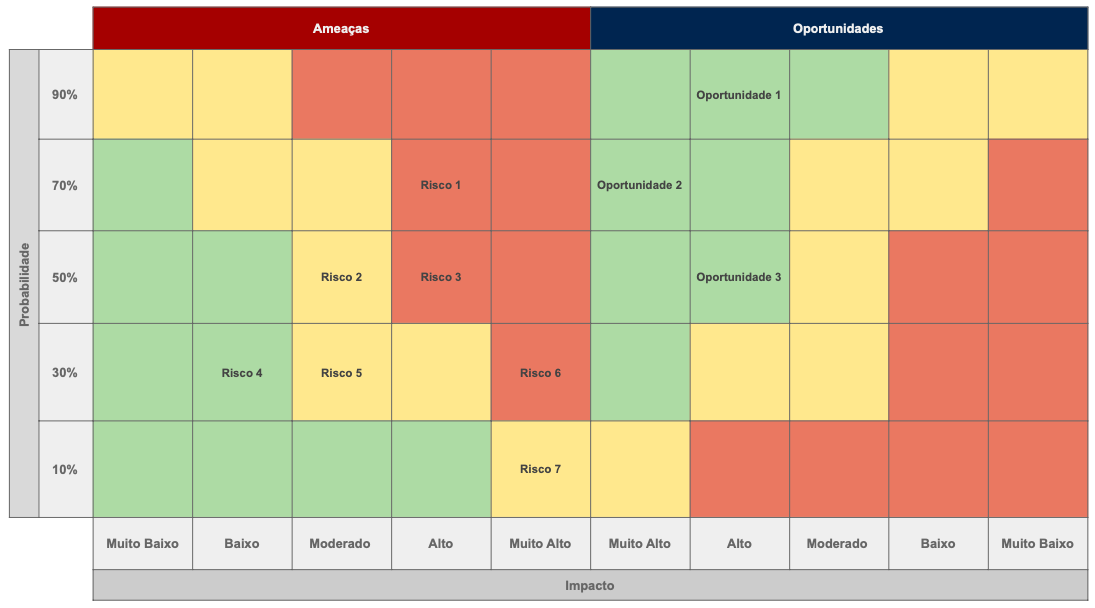 Ameaças
Oportunidades
Probabilidade
90%
Oportunidade 1
70%
Risco 1
Oportunidade 2
50%
Risco 2
Risco 3
Oportunidade 3
30%
Risco 4
Risco 5
Risco 6
10%
Risco 7
Muito Baixo
Baixo
Moderado
Alto
Muito Alto
Muito Alto
Alto
Moderado
Baixo
Muito Baixo
Impacto